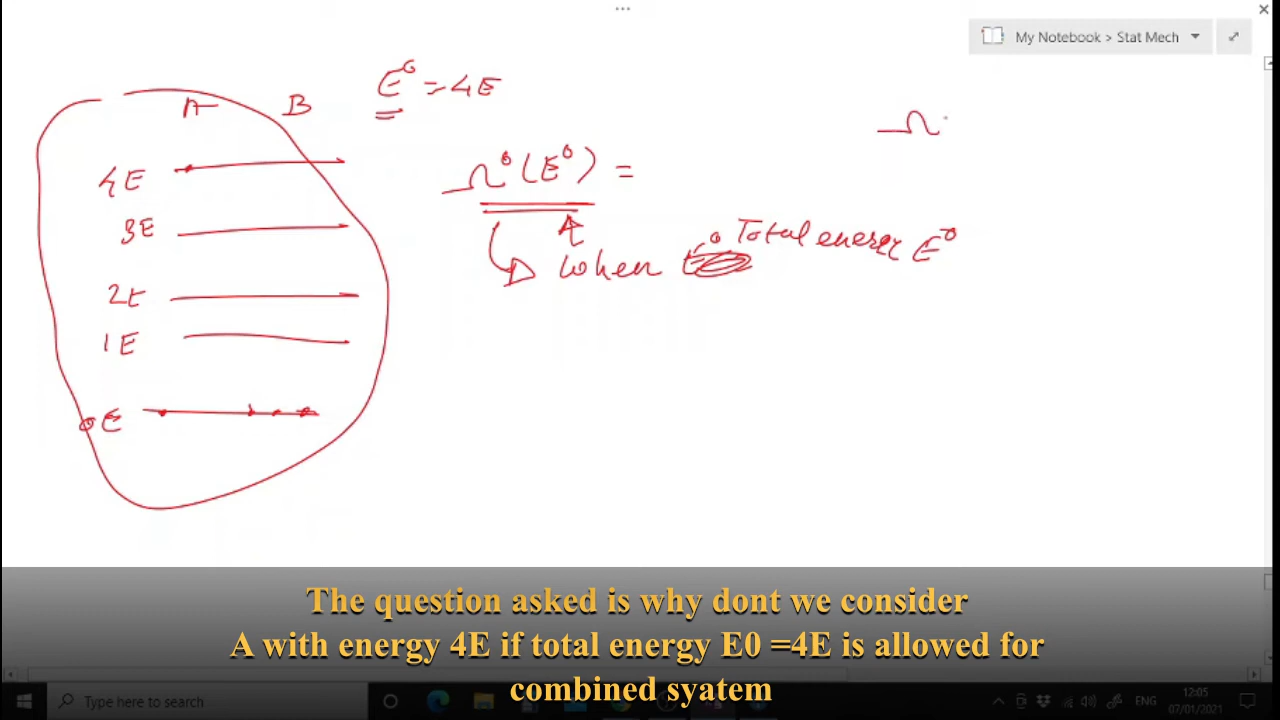 My Notebook > Stat Mech
A B
E⁰ = 4E
4E
3E
2E
1E
0E
Ω⁰(E⁰) =
Ω
When
Total energy E⁰
The question asked is why dont we consider
A with energy 4E if total energy E0 =4E is allowed for
combined syatem
Type here to search
ENG
12:05
07/01/2021